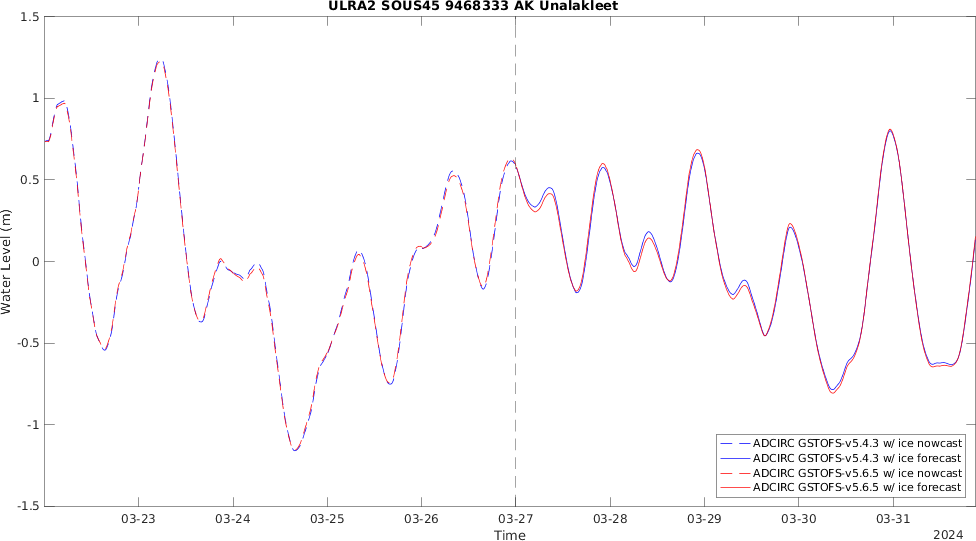 ULRA2 SOUS45 9468333 AK Unalakleet
1.5
1
0.5
0
-0.5
-1
-1.5
Water Level (m)
ADCIRC GSTOFS-v5.4.3 w/ ice nowcast
ADCIRC GSTOFS-v5.4.3 w/ ice forecast
ADCIRC GSTOFS-v5.6.5 w/ ice nowcast
ADCIRC GSTOFS-v5.6.5 w/ ice forecast
03-23 03-24 03-25 03-26 03-27 03-28 03-29 03-30 03-31
Time
2024